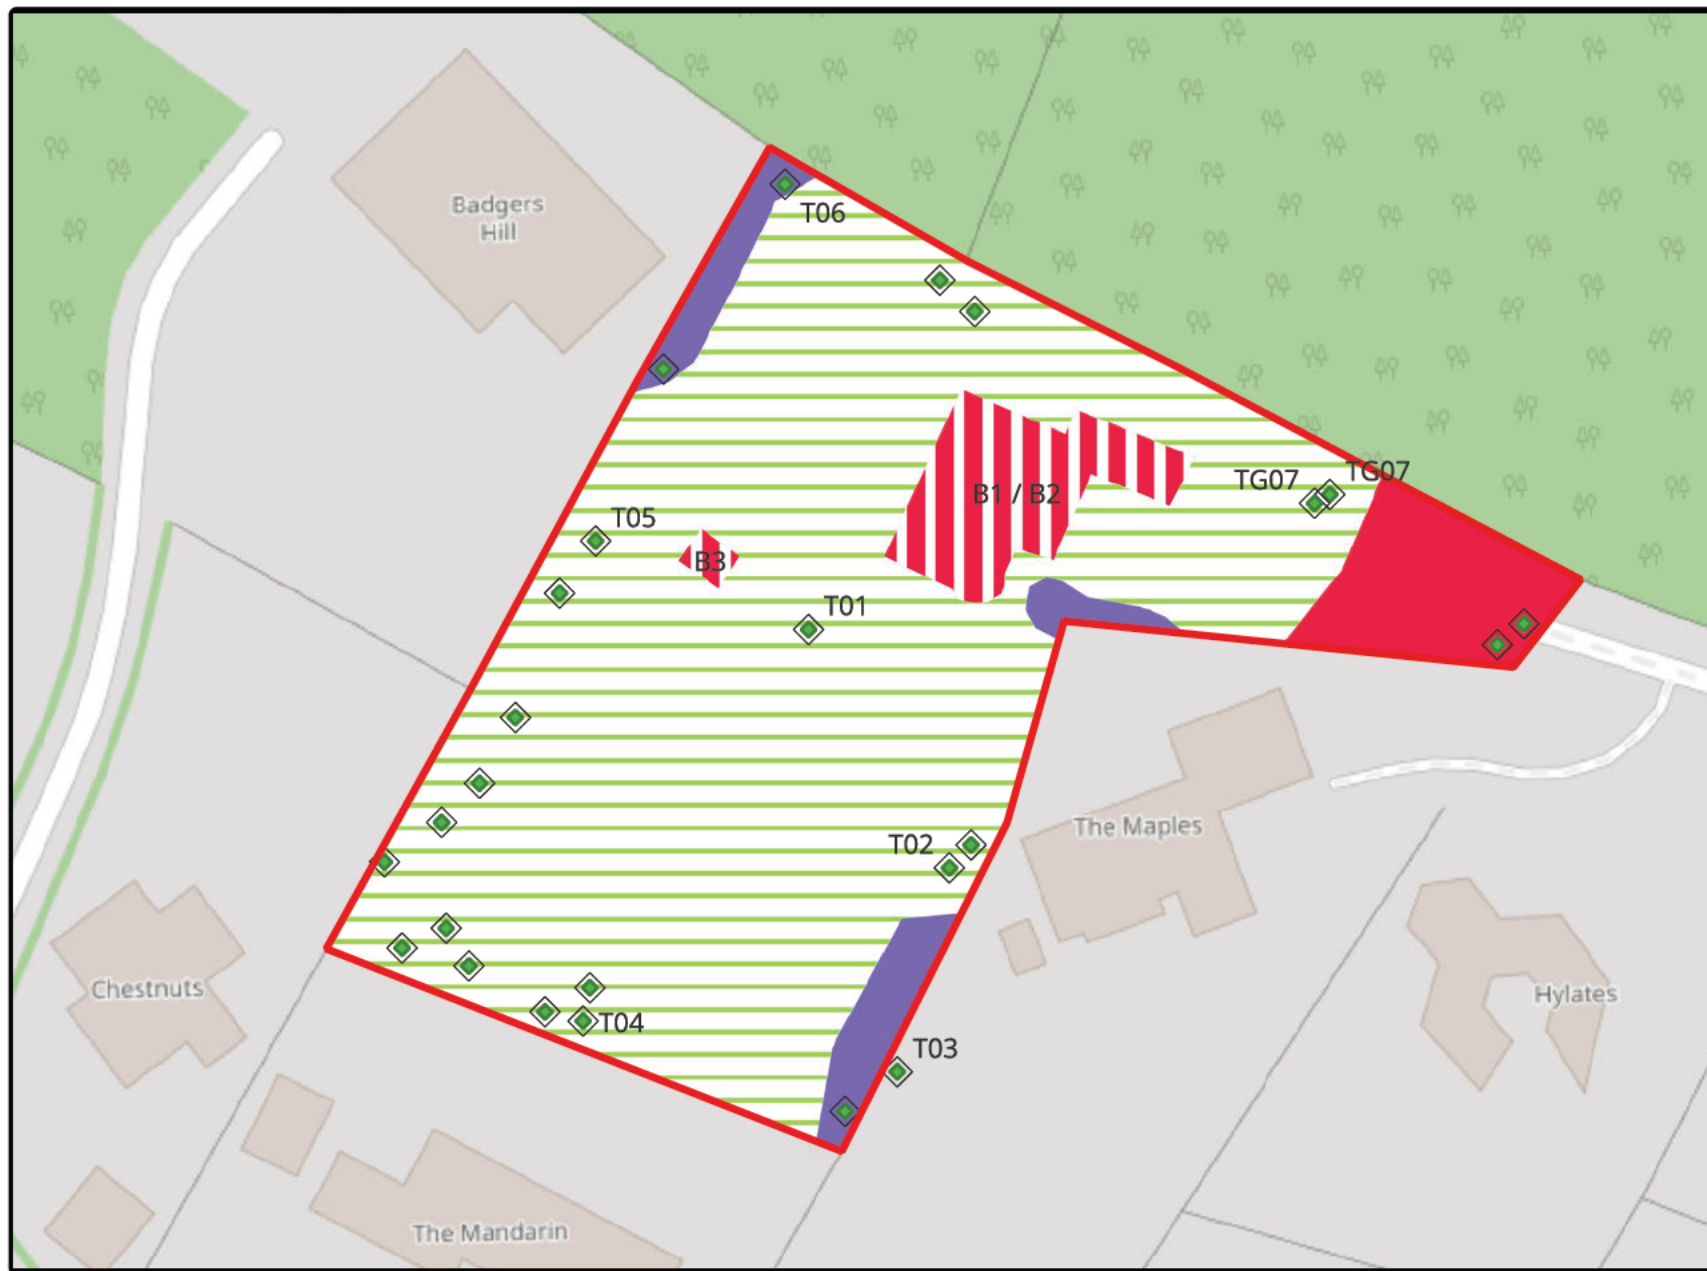 Badgers
Hill
T06
TG07
TG07
B1 / B2
T05
B3
T01
The Maples
T02
Chestnuts
Hylates
T04
T03
The Mandarin